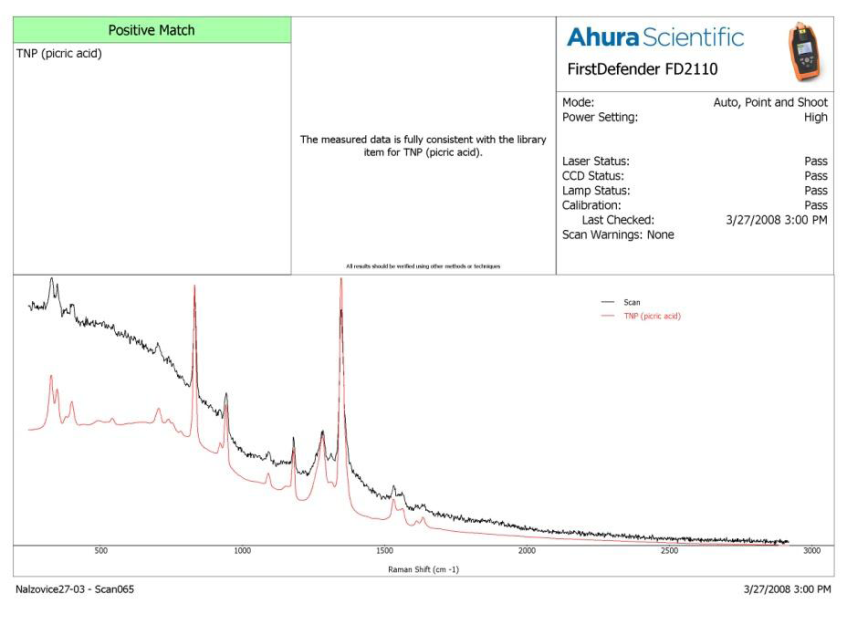 Positive Match
TNP (picric acid)
The measured data is fully consistent with the library
item for TNP (picric acid).
All results should be verified using other methods or techniques
Ahura Scientific
FirstDefender FD2110
Mode: Auto, Point and Shoot
Power Setting: High
Laser Status: Pass
CCD Status: Pass
Lamp Status: Pass
Calibration: Pass
Last Checked: 3/27/2008 3:00 PM
Scan Warnings: None
Scan
TNP (picric acid)
500 1000 1500 2000 2500 3000
Raman Shift (cm -1)
Nalzovice27-03 - Scan065 3/27/2008 3:00 PM